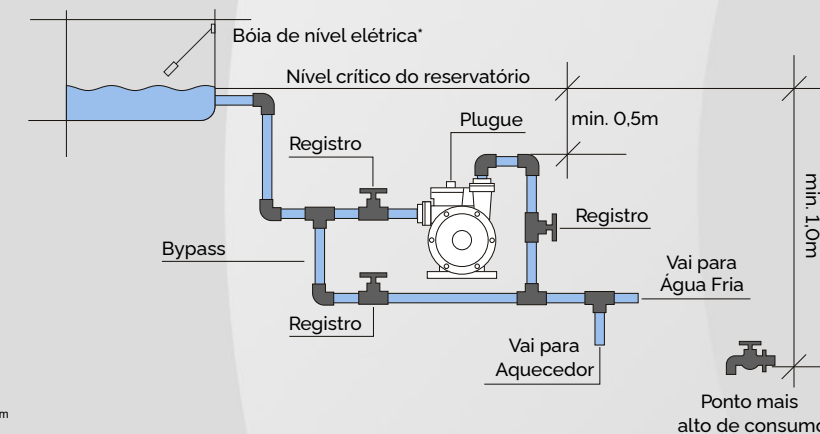 Bóia de nível elétrica*
Nível crítico do reservatório
Plugue
min. 0,5m
Registro
min. 1,0m
Registro
Bypass
Vai para
Água Fria
Registro
Vai para
Aquecedor
m
Ponto mais
alto de consumo